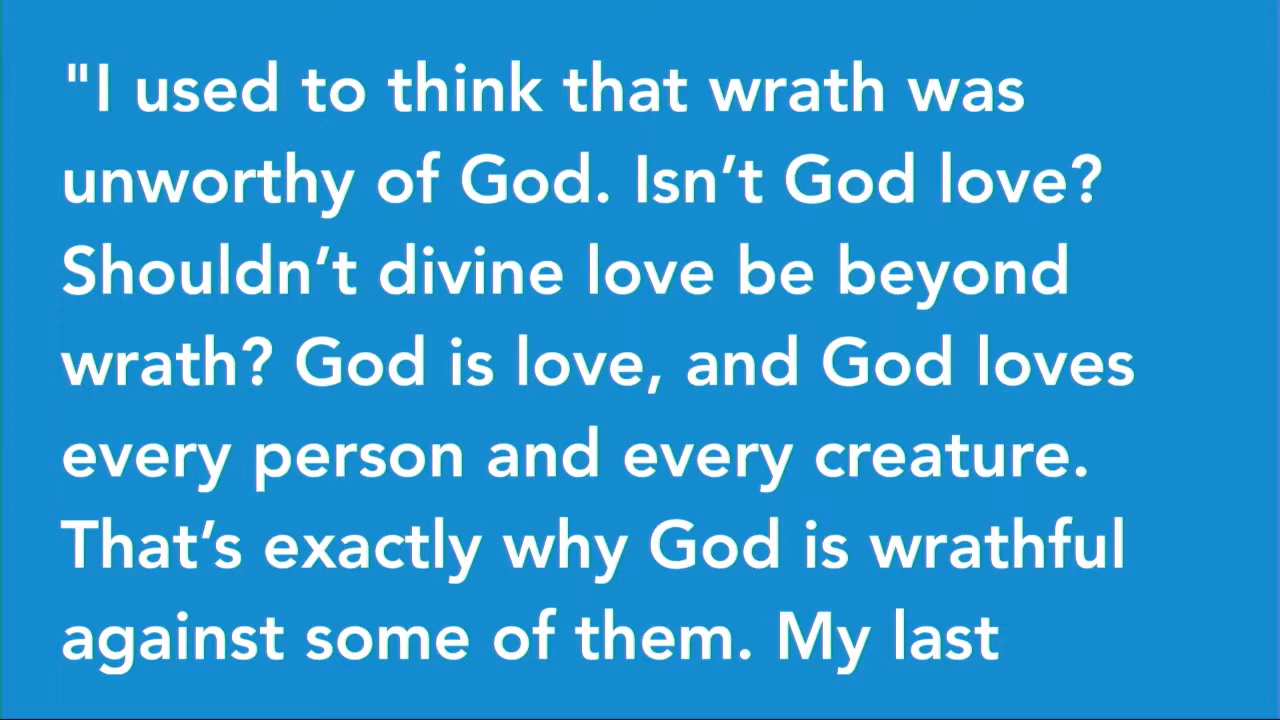 "I used to think that wrath was
unworthy of God. Isn’t God love?
Shouldn’t divine love be beyond
wrath? God is love, and God loves
every person and every creature.
That’s exactly why God is wrathful
against some of them. My last